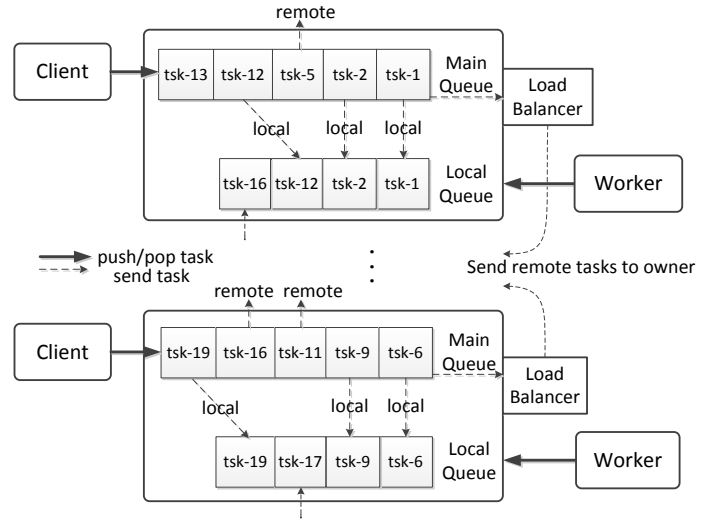 remote
Client
tsk-13 tsk-12 tsk-5 tsk-2 tsk-1
Main
Queue
Load
Balancer
local local local
tsk-16 tsk-12 tsk-2 tsk-1
Local
Queue
Worker
push/pop task
send task
Send remote tasks to owner
remote remote
Client
tsk-19 tsk-16 tsk-11 tsk-9 tsk-6
Main
Queue
Load
Balancer
local local local
tsk-19 tsk-17 tsk-9 tsk-6
Local
Queue
Worker